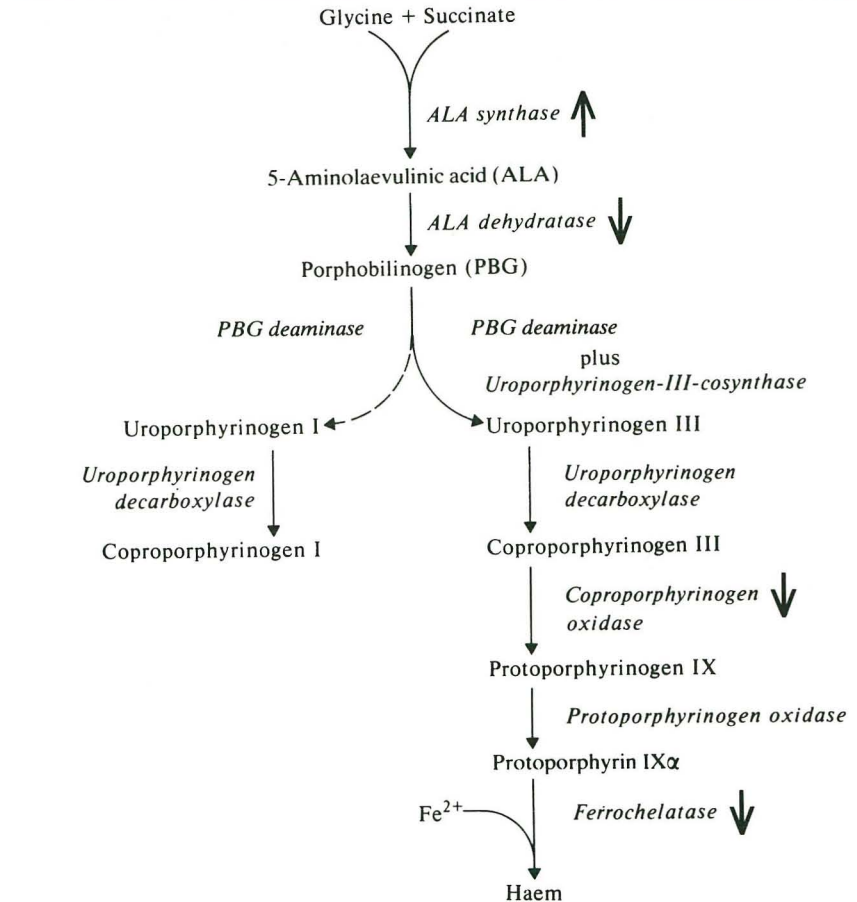 Glycine + Succinate
ALA synthase
5-Aminolaevulinic acid (ALA)
ALA dehydratase
Porphobilinogen (PBG)
PBG deaminase
PBG deaminase
plus
Uroporphyrinogen-III-cosynthase
Uroporphyrinogen I
Uroporphyrinogen III
Uroporphyrinogen
decarboxylase
Uroporphyrinogen
decarboxylase
Coproporphyrinogen I
Coproporphyrinogen III
Coproporphyrinogen
oxidase
Protoporphyrinogen IX
Protoporphyrinogen oxidase
Protoporphyrin IXα
Fe²⁺
Ferrochelatase
Haem